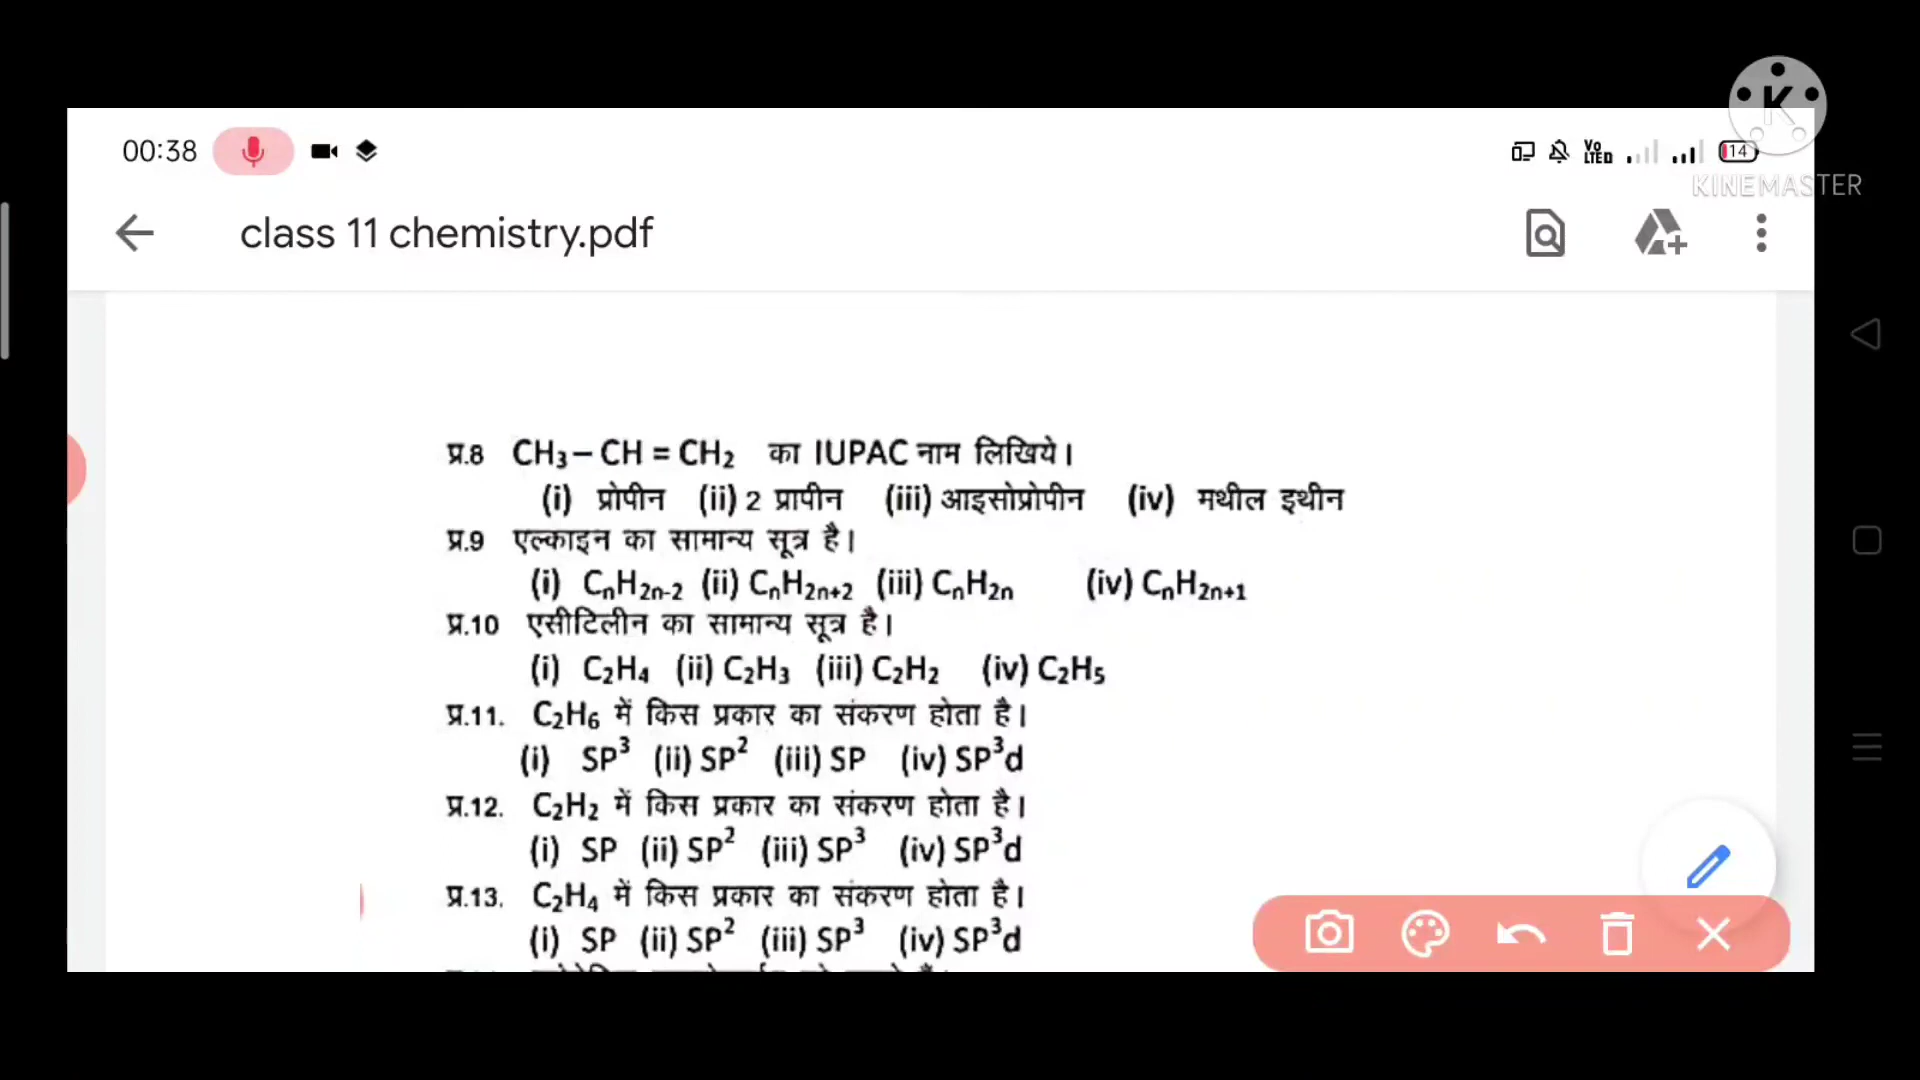 00:38
Vo LTED
14
K
KINEMASTER
class 11 chemistry.pdf
प्र.8 CH₃ – CH = CH₂ का IUPAC नाम लिखिये।
(i) प्रोपीन (ii) 2 प्रापीन (iii) आइसोप्रोपीन (iv) मथील इथीन
प्र.9 एल्काइन का सामान्य सूत्र है।
(i) CₙH₂ₙ₋₂ (ii) CₙH₂ₙ₊₂ (iii) CₙH₂ₙ (iv) CₙH₂ₙ₊₁
प्र.10 एसीटिलीन का सामान्य सूत्र है।
(i) C₂H₄ (ii) C₂H₃ (iii) C₂H₂ (iv) C₂H₅
प्र.11. C₂H₆ में किस प्रकार का संकरण होता है।
(i) SP³ (ii) SP² (iii) SP (iv) SP³d
प्र.12. C₂H₂ में किस प्रकार का संकरण होता है।
(i) SP (ii) SP² (iii) SP³ (iv) SP³d
प्र.13. C₂H₄ में किस प्रकार का संकरण होता है।
(i) SP (ii) SP² (iii) SP³ (iv) SP³d